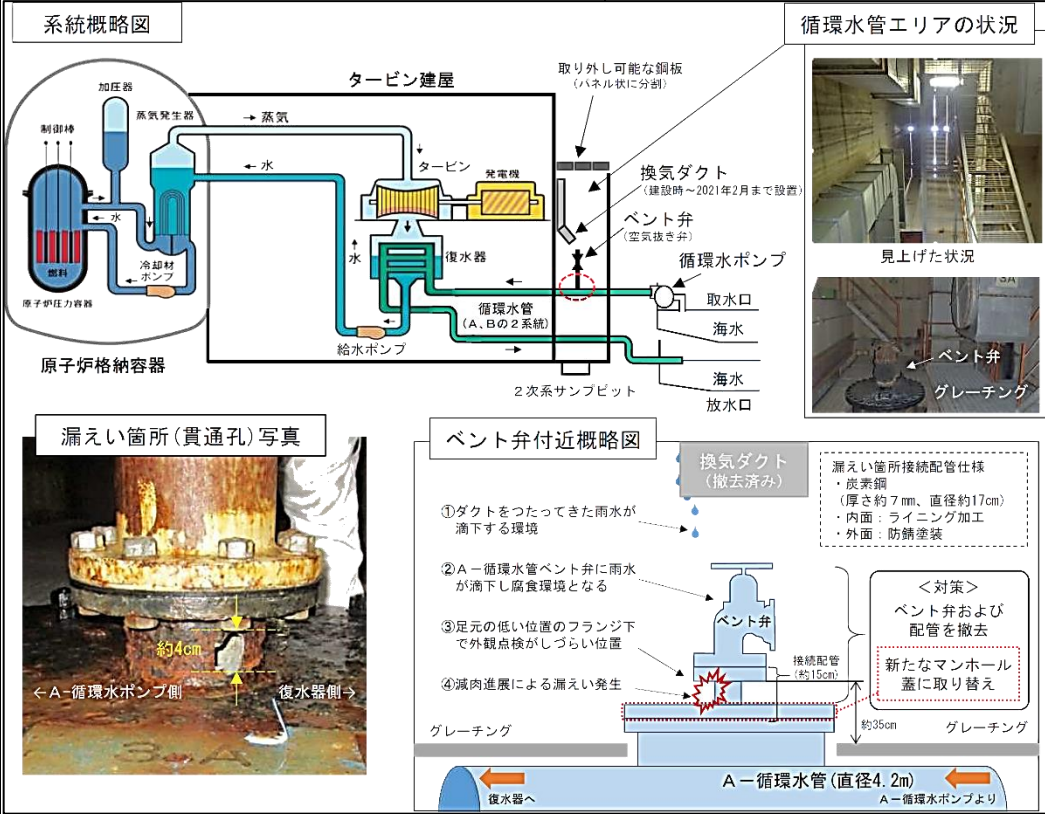 系統概略図
循環水管エリアの状況
タービン建屋
取り外し可能な鋼板
(パネル状に分割)
加圧器
蒸気発生器
制御棒
→ 蒸気
← 水
タービン
発電機
換気ダクト
(建設時~2021年2月まで設置)
ベント弁
(空気抜き弁)
← 水
冷却材
ポンプ
燃料
原子炉圧力容器
↑
水
復水器
循環水ポンプ
循環水管
(A、Bの2系統)
取水口
海水
給水ポンプ
原子炉格納容器
海水
放水口
2次系サンプピット
見上げた状況
3A
ベント弁
グレーチング
漏えい箇所(貫通孔)写真
約4cm
←A-循環水ポンプ側
復水器側→
3-A
ベント弁付近概略図
換気ダクト
(撤去済み)
漏えい箇所接続配管仕様
・炭素鋼
(厚さ約7mm、直径約17cm)
・内面:ライニング加工
・外面:防錆塗装
①ダクトをつたってきた雨水が
滴下する環境
②A-循環水管ベント弁に雨水
が滴下し腐食環境となる
③足元の低い位置のフランジ下
で外観点検がしづらい位置
④減肉進展による漏えい発生
ベント弁
接続配管
(約15cm)
<対策>
ベント弁および
配管を撤去
新たなマンホール
蓋に取り替え
約35cm
グレーチング
グレーチング
A-循環水管(直径4.2m)
復水器へ
A-循環水ポンプより